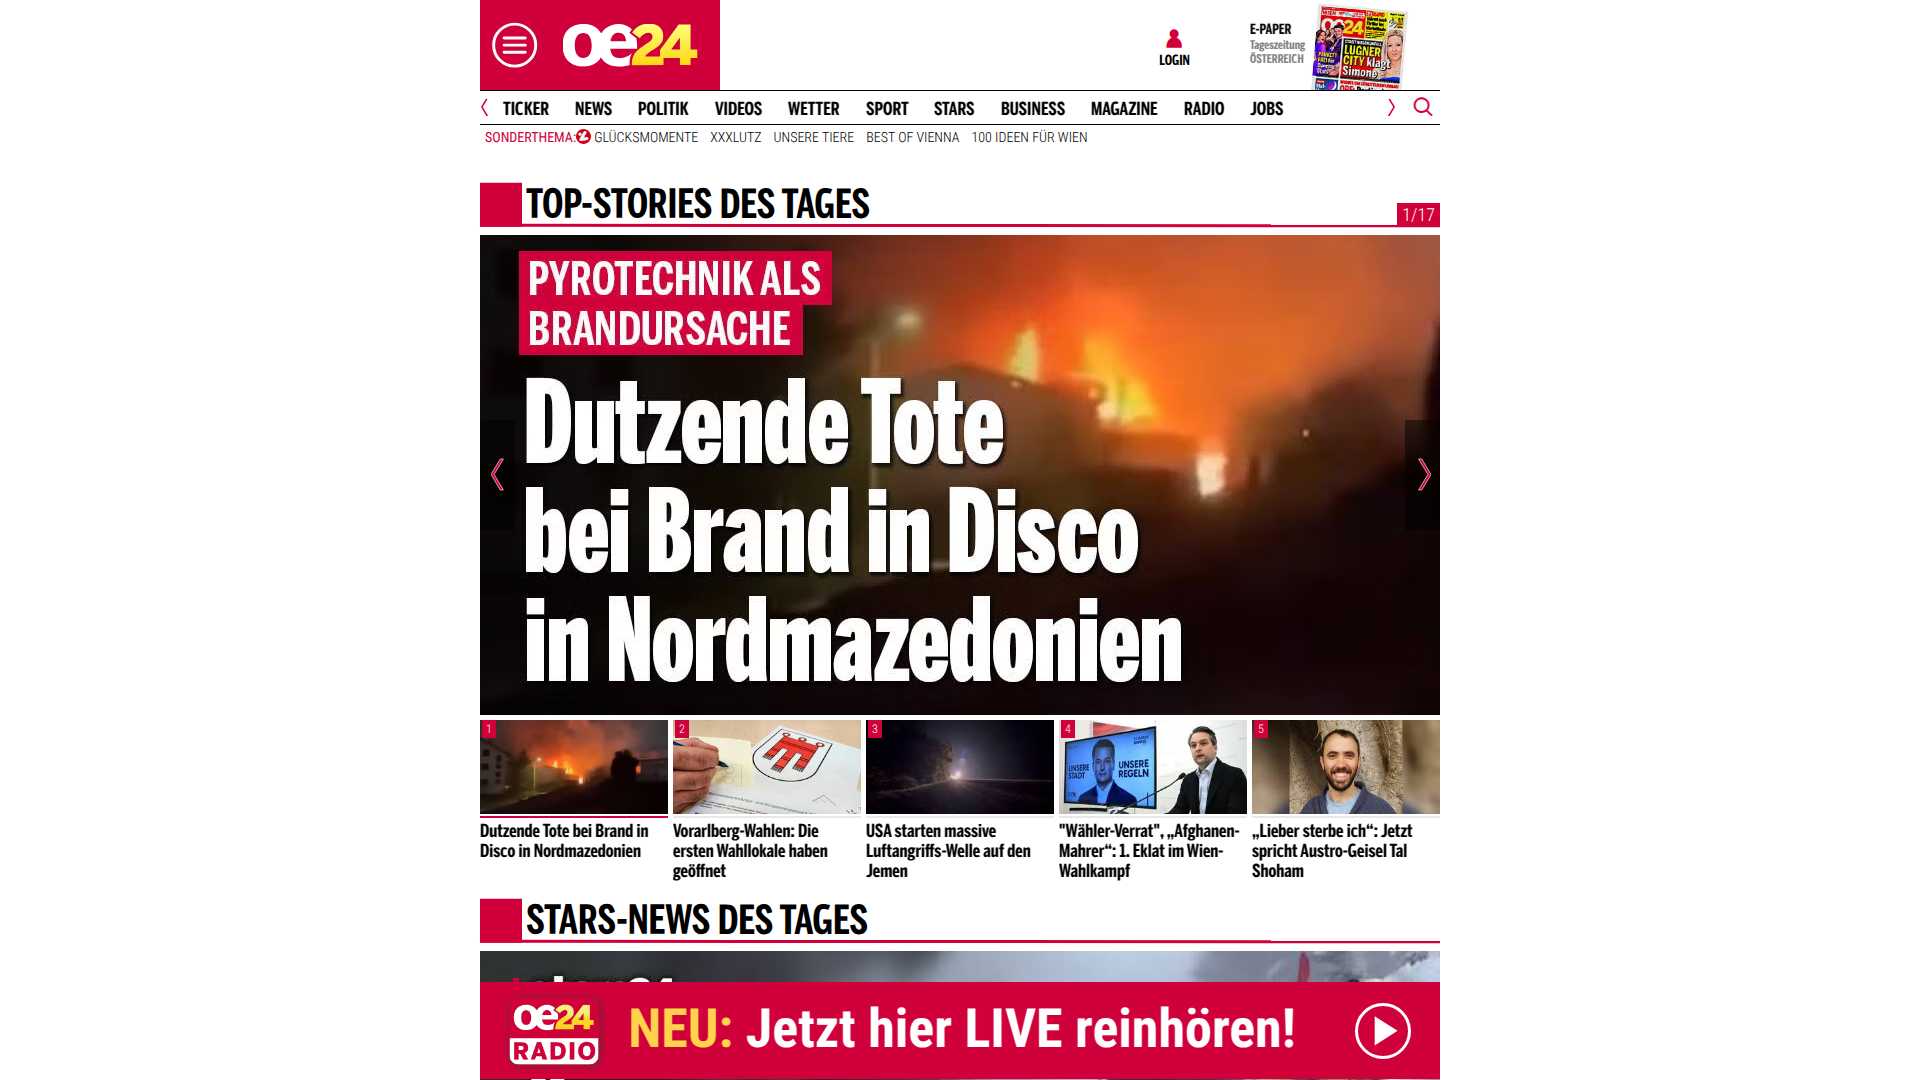 oe24
LOGIN
E-PAPER
Tageszeitung
ÖSTERREICH
oe24
LUGNER
CITY klagt
Simone
TICKER NEWS POLITIK VIDEOS WETTER SPORT STARS BUSINESS MAGAZINE RADIO JOBS
SONDERTHEMA: GLÜCKSMOMENTE XXXLUTZ UNSERE TIERE BEST OF VIENNA 100 IDEEN FÜR WIEN
TOP-STORIES DES TAGES
1/17
PYROTECHNIK ALS
BRANDURSACHE
Dutzende Tote
bei Brand in Disco
in Nordmazedonien
1
2
3
4
5
UNSERE
STADT
UNSERE
REGELN
Dutzende Tote bei Brand in
Disco in Nordmazedonien
Vorarlberg-Wahlen: Die
ersten Wahllokale haben
geöffnet
USA starten massive
Luftangriffs-Welle auf den
Jemen
"Wähler-Verrat", „Afghanen-
Mahrer“: 1. Eklat im Wien-
Wahlkampf
„Lieber sterbe ich“: Jetzt
spricht Austro-Geisel Tal
Shoham
STARS-NEWS DES TAGES
oe24
RADIO
NEU: Jetzt hier LIVE reinhören!